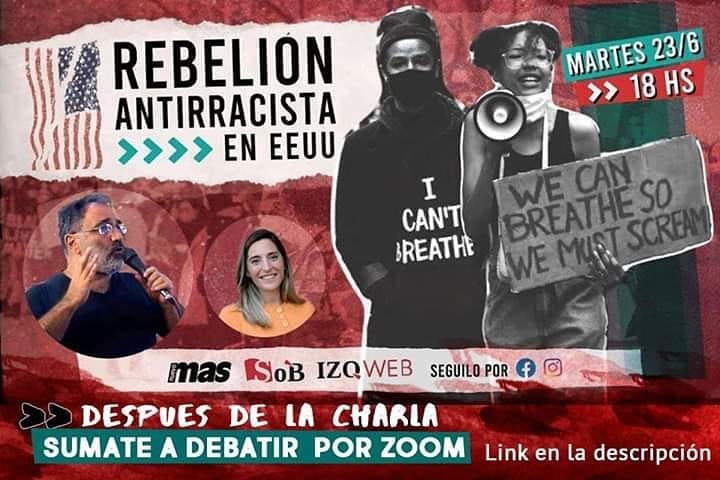 REBELIÓN
ANTIRRACISTA
>>>> EN EEUU
MARTES 23/6
>> 18 HS
I
CAN'T
BREATHE
WE CAN
BREATHE SO
WE MUST SCREAM
mas
SoB
IZQWEB
SEGUILO POR
>> DESPUES DE LA CHARLA
SUMATE A DEBATIR POR ZOOM
Link en la descripción